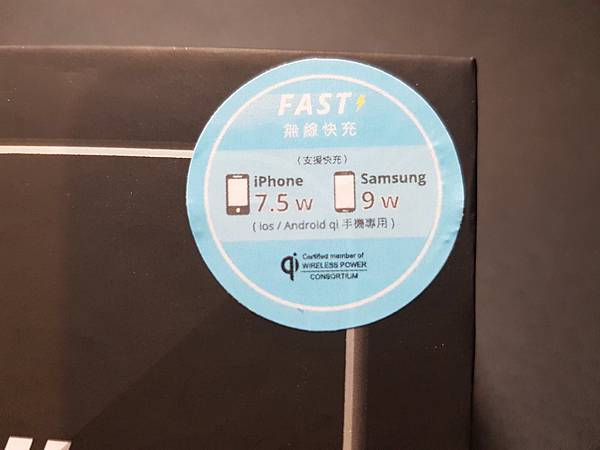 FAST
無線快充
(支援快充)
iPhone
7.5 W
Samsung
9 W
( ios / Android qi 手機專用 )
qi
Certified member of
WIRELESS POWER
CONSORTIUM